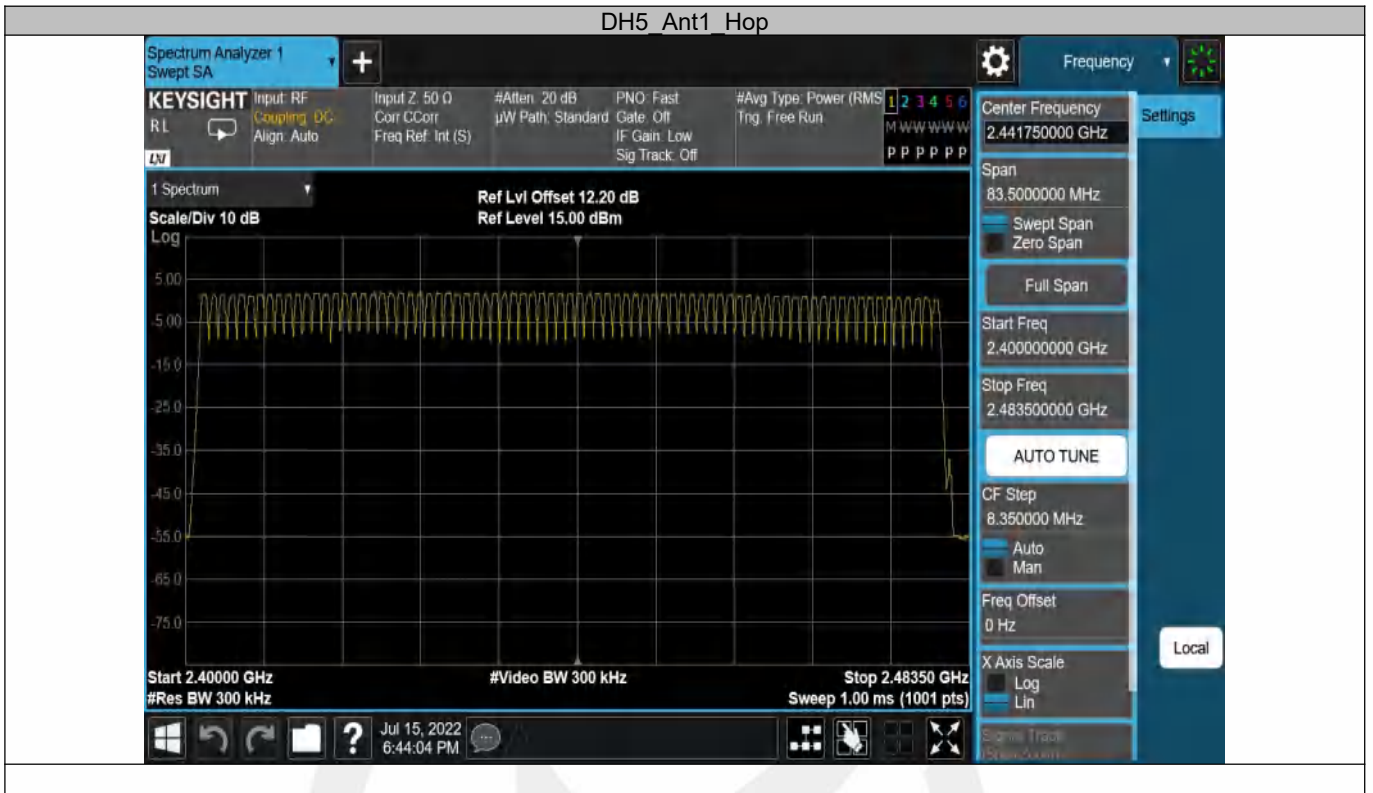 DH5_Ant1_Hop
Spectrum Analyzer 1
Swept SA
+
Frequency
KEYSIGHT
RL
LXI
Input: RF
Coupling: DC
Align: Auto
Input Z: 50 Ω
Corr CCorr
Freq Ref: Int (S)
#Atten: 20 dB
µW Path: Standard
PNO: Fast
Gate: Off
IF Gain: Low
Sig Track: Off
#Avg Type: Power (RMS
Trig: Free Run
1 2 3 4 5 6
M W W W W W
P P P P P P
Center Frequency
2.441750000 GHz
Settings
Span
83.5000000 MHz
Swept Span
Zero Span
Full Span
Start Freq
2.400000000 GHz
Stop Freq
2.483500000 GHz
AUTO TUNE
CF Step
8.350000 MHz
Auto
Man
Freq Offset
0 Hz
X Axis Scale
Log
Lin
Signal Track
(Span Zoom)
Local
1 Spectrum
Scale/Div 10 dB
Log
Ref Lvl Offset 12.20 dB
Ref Level 15.00 dBm
5.00
-5.00
-15.0
-25.0
-35.0
-45.0
-55.0
-65.0
-75.0
Start 2.40000 GHz
#Res BW 300 kHz
#Video BW 300 kHz
Stop 2.48350 GHz
Sweep 1.00 ms (1001 pts)
?
Jul 15, 2022
6:44:04 PM